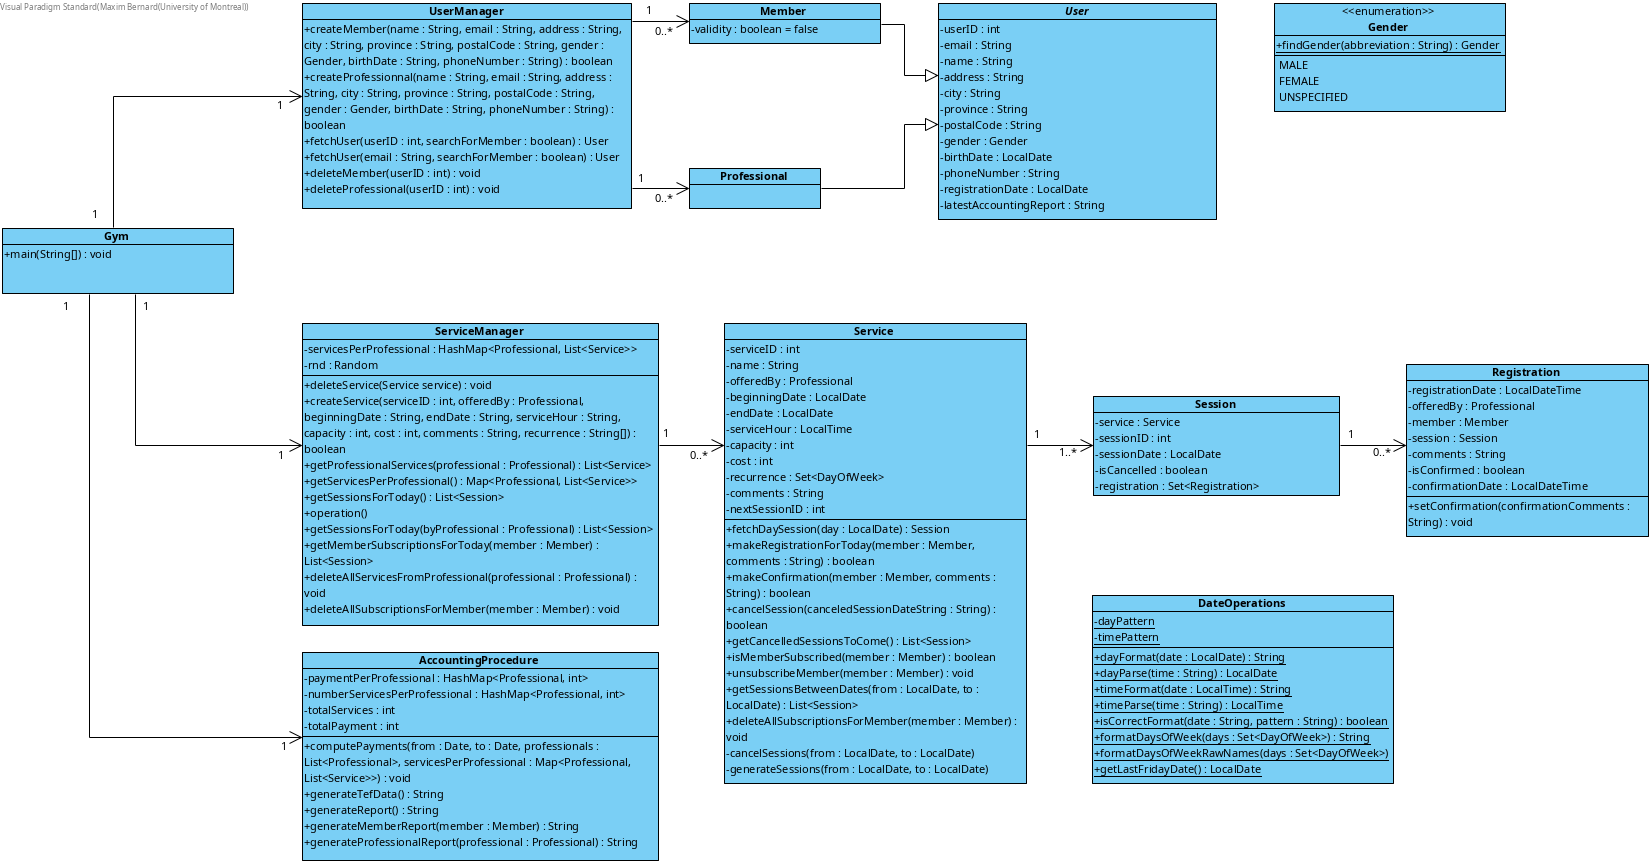 Visual Paradigm Standard(Maxim Bernard(University of Montreal))
UserManager
+createMember(name : String, email : String, address : String,
city : String, province : String, postalCode : String, gender :
Gender, birthDate : String, phoneNumber : String) : boolean
+createProfessionnal(name : String, email : String, address :
String, city : String, province : String, postalCode : String,
gender : Gender, birthDate : String, phoneNumber : String) :
boolean
+fetchUser(userID : int, searchForMember : boolean) : User
+fetchUser(email : String, searchForMember : boolean) : User
+deleteMember(userID : int) : void
+deleteProfessional(userID : int) : void
1
0..*
1
0..*
Member
-validity : boolean = false
Professional
User
-userID : int
-email : String
-name : String
-address : String
-city : String
-province : String
-postalCode : String
-gender : Gender
-birthDate : LocalDate
-phoneNumber : String
-registrationDate : LocalDate
-latestAccountingReport : String
<<enumeration>>
Gender
+findGender(abbreviation : String) : Gender
MALE
FEMALE
UNSPECIFIED
1
1
Gym
+main(String[]) : void
1
1
1
1
ServiceManager
-servicesPerProfessional : HashMap<Professional, List<Service>>
-rnd : Random
+deleteService(Service service) : void
+createService(serviceID : int, offeredBy : Professional,
beginningDate : String, endDate : String, serviceHour : String,
capacity : int, cost : int, comments : String, recurrence : String[]) :
boolean
+getProfessionalServices(professional : Professional) : List<Service>
+getServicesPerProfessional() : Map<Professional, List<Service>>
+getSessionsForToday() : List<Session>
+operation()
+getSessionsForToday(byProfessional : Professional) : List<Session>
+getMemberSubscriptionsForToday(member : Member) :
List<Session>
+deleteAllServicesFromProfessional(professional : Professional) :
void
+deleteAllSubscriptionsForMember(member : Member) : void
1
0..*
Service
-serviceID : int
-name : String
-offeredBy : Professional
-beginningDate : LocalDate
-endDate : LocalDate
-serviceHour : LocalTime
-capacity : int
-cost : int
-recurrence : Set<DayOfWeek>
-comments : String
-nextSessionID : int
+fetchDaySession(day : LocalDate) : Session
+makeRegistrationForToday(member : Member,
comments : String) : boolean
+makeConfirmation(member : Member, comments :
String) : boolean
+cancelSession(canceledSessionDateString : String) :
boolean
+getCancelledSessionsToCome() : List<Session>
+isMemberSubscribed(member : Member) : boolean
+unsubscribeMember(member : Member) : void
+getSessionsBetweenDates(from : LocalDate, to :
LocalDate) : List<Session>
+deleteAllSubscriptionsForMember(member : Member) :
void
-cancelSessions(from : LocalDate, to : LocalDate)
-generateSessions(from : LocalDate, to : LocalDate)
1
1..*
Session
-service : Service
-sessionID : int
-sessionDate : LocalDate
-isCancelled : boolean
-registration : Set<Registration>
1
0..*
Registration
-registrationDate : LocalDateTime
-offeredBy : Professional
-member : Member
-session : Session
-comments : String
-isConfirmed : boolean
-confirmationDate : LocalDateTime
+setConfirmation(confirmationComments :
String) : void
AccountingProcedure
-paymentPerProfessional : HashMap<Professional, int>
-numberServicesPerProfessional : HashMap<Professional, int>
-totalServices : int
-totalPayment : int
+computePayments(from : Date, to : Date, professionals :
List<Professional>, servicesPerProfessional : Map<Professional,
List<Service>>) : void
+generateTefData() : String
+generateReport() : String
+generateMemberReport(member : Member) : String
+generateProfessionalReport(professional : Professional) : String
DateOperations
-dayPattern
-timePattern
+dayFormat(date : LocalDate) : String
+dayParse(time : String) : LocalDate
+timeFormat(date : LocalTime) : String
+timeParse(time : String) : LocalTime
+isCorrectFormat(date : String, pattern : String) : boolean
+formatDaysOfWeek(days : Set<DayOfWeek>) : String
+formatDaysOfWeekRawNames(days : Set<DayOfWeek>)
+getLastFridayDate() : LocalDate